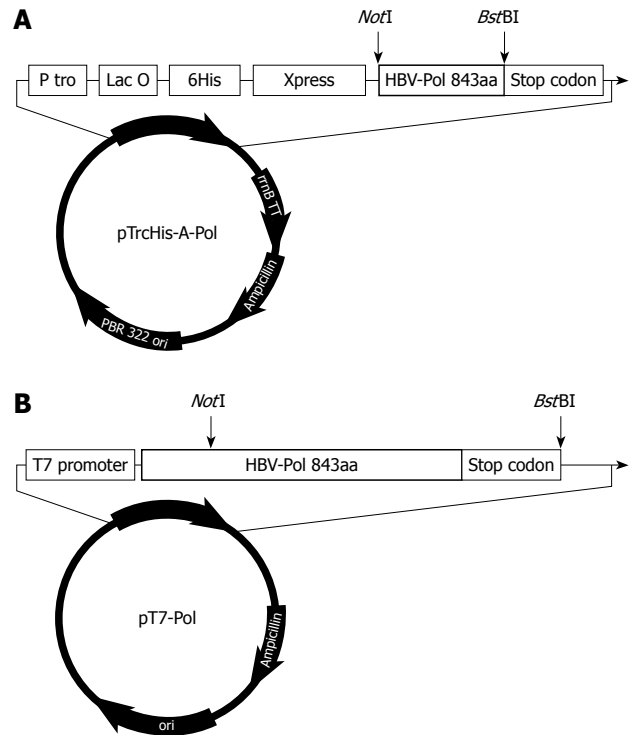 A
NotI
BstBI
P tro
Lac O
6His
Xpress
HBV-Pol 843aa
Stop codon
rrnB TT
pTrcHis-A-Pol
Ampicillin
PBR 322 ori
B
NotI
BstBI
T7 promoter
HBV-Pol 843aa
Stop codon
pT7-Pol
Ampicillin
ori